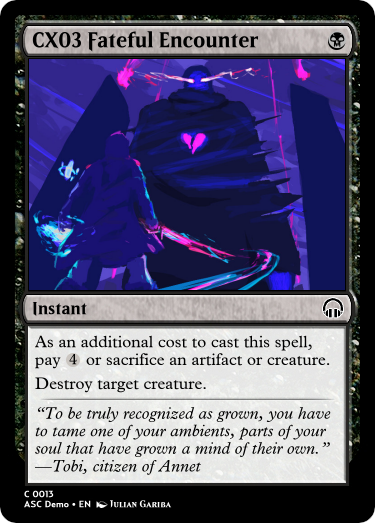 CX03 Fateful Encounter
Instant
As an additional cost to cast this spell,
pay 4 or sacrifice an artifact or creature.
Destroy target creature.
“To be truly recognized as grown, you have
to tame one of your ambients, parts of your
soul that have grown a mind of their own.”
—Tobi, citizen of Annet
C 0013
ASC Demo • EN Julian Gariba